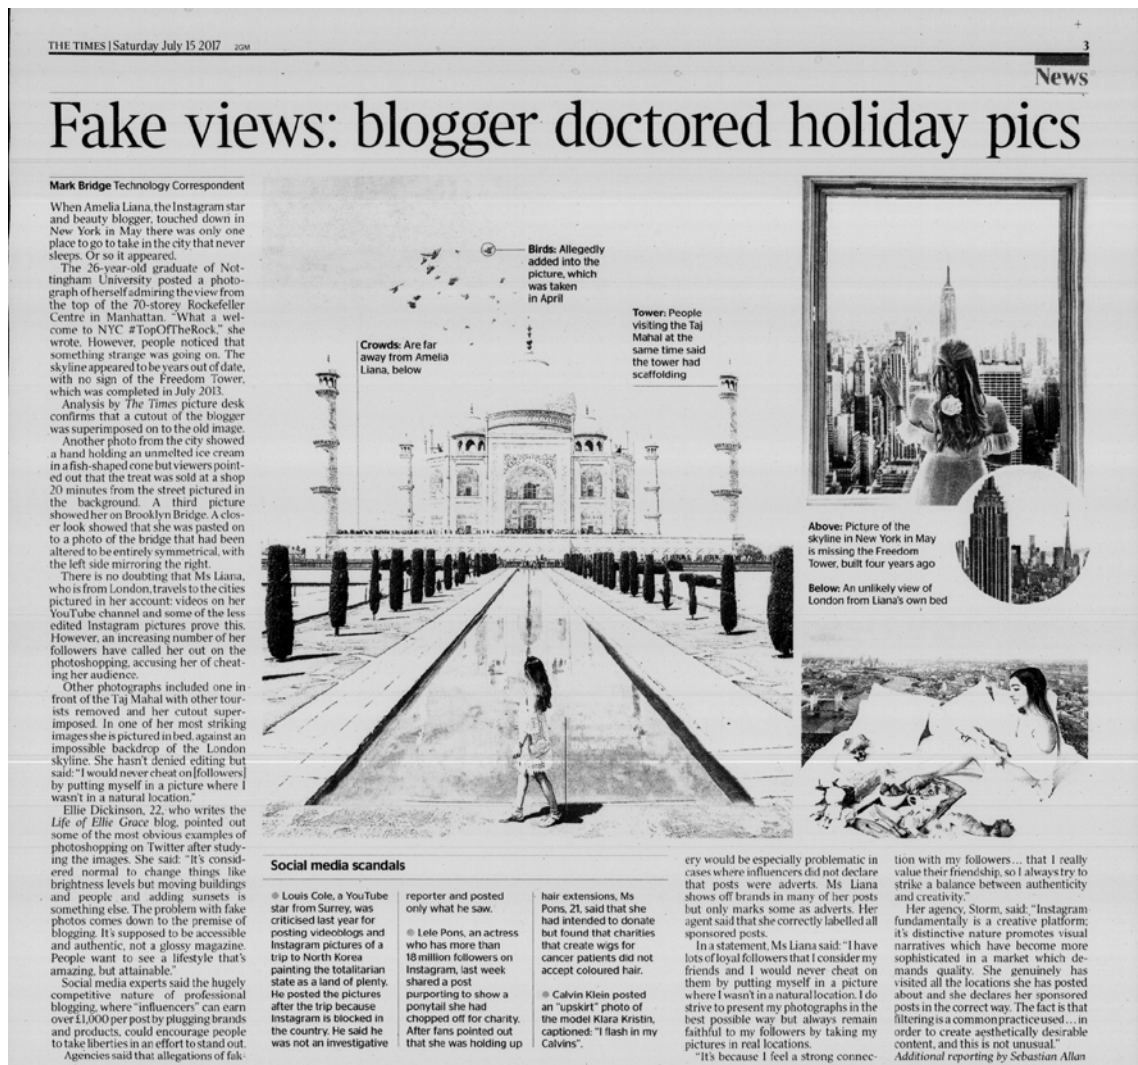 THE TIMES | Saturday July 15 2017 2GM
3
News
Fake views: blogger doctored holiday pics
Mark Bridge Technology Correspondent
When Amelia Liana, the Instagram star
and beauty blogger, touched down in
New York in May there was only one
place to go to take in the city that never
sleeps. Or so it appeared.
The 26-year-old graduate of Not-
tingham University posted a photo-
graph of herself admiring the view from
the top of the 70-storey Rockefeller
Centre in Manhattan. "What a wel-
come to NYC #TopOfTheRock," she
wrote. However, people noticed that
something strange was going on. The
skyline appeared to be years out of date,
with no sign of the Freedom Tower,
which was completed in July 2013.
Analysis by The Times picture desk
confirms that a cutout of the blogger
was superimposed on to the old image.
Another photo from the city showed
a hand holding an unmelted ice cream
in a fish-shaped cone but viewers point-
ed out that the treat was sold at a shop
20 minutes from the street pictured in
the background. A third picture
showed her on Brooklyn Bridge. A clos-
er look showed that she was pasted on
to a photo of the bridge that had been
altered to be entirely symmetrical, with
the left side mirroring the right.
There is no doubting that Ms Liana,
who is from London, travels to the cities
pictured in her account: videos on her
YouTube channel and some of the less
edited Instagram pictures prove this.
However, an increasing number of her
followers have called her out on the
photoshopping, accusing her of cheat-
ing her audience.
Other photographs included one in
front of the Taj Mahal with other tour-
ists removed and her cutout super-
imposed. In one of her most striking
images she is pictured in bed, against an
impossible backdrop of the London
skyline. She hasn't denied editing but
said: "I would never cheat on [followers]
by putting myself in a picture where I
wasn't in a natural location."
Ellie Dickinson, 22, who writes the
Life of Ellie Grace blog, pointed out
some of the most obvious examples of
photoshopping on Twitter after study-
ing the images. She said: "It's consid-
ered normal to change things like
brightness levels but moving buildings
and people and adding sunsets is
something else. The problem with fake
photos comes down to the premise of
blogging. It's supposed to be accessible
and authentic, not a glossy magazine.
People want to see a lifestyle that's
amazing, but attainable."
Social media experts said the hugely
competitive nature of professional
blogging, where "influencers" can earn
over £1,000 per post by plugging brands
and products, could encourage people
to take liberties in an effort to stand out.
Agencies said that allegations of fak-
Birds: Allegedly
added into the
picture, which
was taken
in April
Crowds: Are far
away from Amelia
Liana, below
Tower: People
visiting the Taj
Mahal at the
same time said
the tower had
scaffolding
Above: Picture of the
skyline in New York in May
is missing the Freedom
Tower, built four years ago
Below: An unlikely view of
London from Liana's own bed
Social media scandals
● Louis Cole, a YouTube
star from Surrey, was
criticised last year for
posting videoblogs and
Instagram pictures of a
trip to North Korea
painting the totalitarian
state as a land of plenty.
He posted the pictures
after the trip because
Instagram is blocked in
the country. He said he
was not an investigative
reporter and posted
only what he saw.
● Lele Pons, an actress
who has more than
18 million followers on
Instagram, last week
shared a post
purporting to show a
ponytail she had
chopped off for charity.
After fans pointed out
that she was holding up
hair extensions, Ms
Pons, 21, said that she
had intended to donate
but found that charities
that create wigs for
cancer patients did not
accept coloured hair.
● Calvin Klein posted
an "upskirt" photo of
the model Klara Kristin,
captioned: "I flash in my
Calvins".
ery would be especially problematic in
cases where influencers did not declare
that posts were adverts. Ms Liana
shows off brands in many of her posts
but only marks some as adverts. Her
agent said that she correctly labelled all
sponsored posts.
In a statement, Ms Liana said: "I have
lots of loyal followers that I consider my
friends and I would never cheat on
them by putting myself in a picture
where I wasn't in a natural location. I do
strive to present my photographs in the
best possible way but always remain
faithful to my followers by taking my
pictures in real locations.
"It's because I feel a strong connec-
tion with my followers... that I really
value their friendship, so I always try to
strike a balance between authenticity
and creativity."
Her agency, Storm, said: "Instagram
fundamentally is a creative platform;
it's distinctive nature promotes visual
narratives which have become more
sophisticated in a market which de-
mands quality. She genuinely has
visited all the locations she has posted
about and she declares her sponsored
posts in the correct way. The fact is that
filtering is a common practice used... in
order to create aesthetically desirable
content, and this is not unusual."
Additional reporting by Sebastian Allan